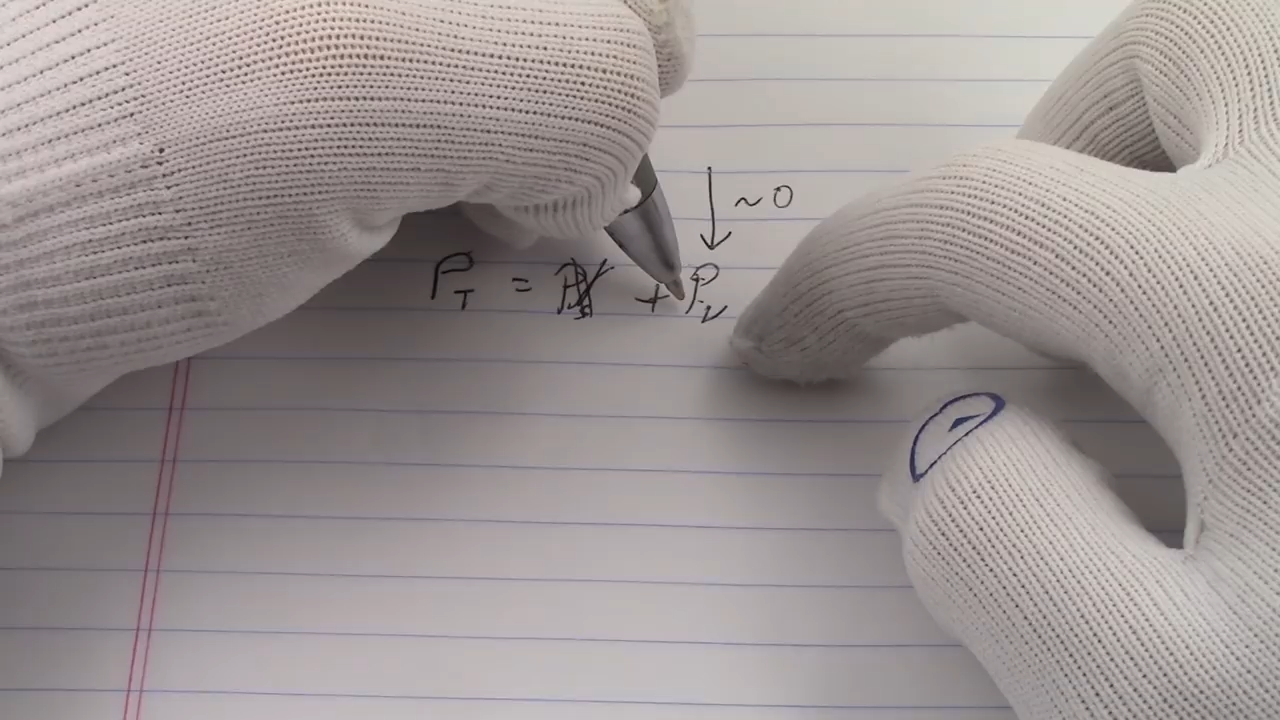 ~0
P_T = + P_V